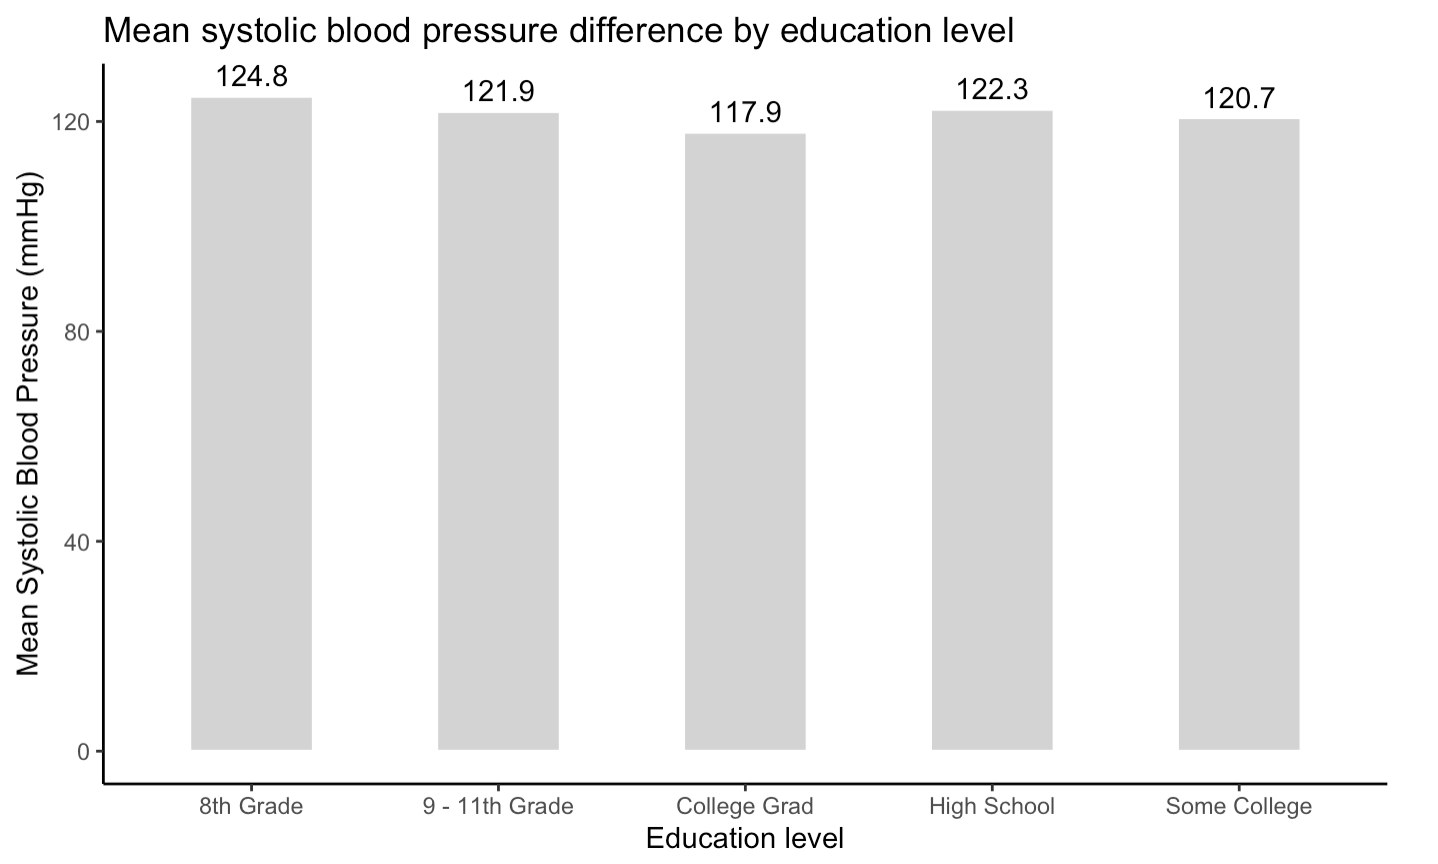 Mean systolic blood pressure difference by education level
124.8
121.9
117.9
122.3
120.7
Mean Systolic Blood Pressure (mmHg)
120
80
40
0
8th Grade
9 - 11th Grade
College Grad
High School
Some College
Education level